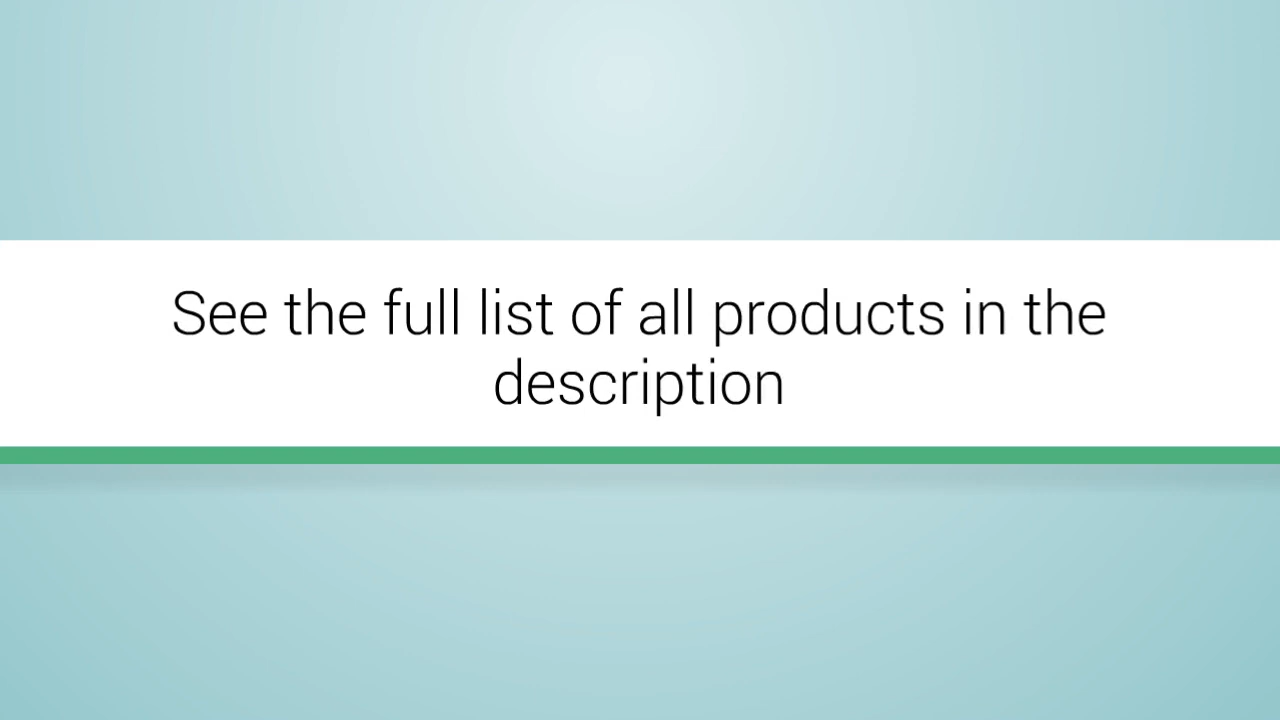 See the full list of all products in the
description